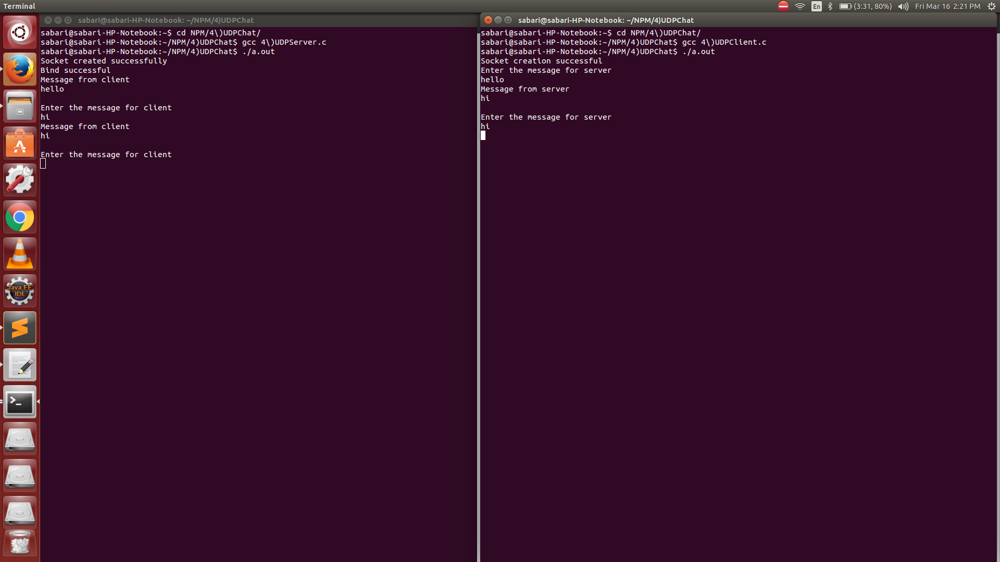 Terminal
En
(3:31, 80%)
Fri Mar 16 2:21 PM
sabari@sabari-HP-Notebook: ~/NPM/4)UDPChat
sabari@sabari-HP-Notebook:~$ cd NPM/4\)UDPChat/
sabari@sabari-HP-Notebook:~/NPM/4)UDPChat$ gcc 4\)UDPServer.c
sabari@sabari-HP-Notebook:~/NPM/4)UDPChat$ ./a.out
Socket created successfully
Bind successful
Message from client
hello
Enter the message for client
hi
Message from client
hi
Enter the message for client
sabari@sabari-HP-Notebook: ~/NPM/4)UDPChat
sabari@sabari-HP-Notebook:~$ cd NPM/4\)UDPChat/
sabari@sabari-HP-Notebook:~/NPM/4)UDPChat$ gcc 4\)UDPClient.c
sabari@sabari-HP-Notebook:~/NPM/4)UDPChat$ ./a.out
Socket creation successful
Enter the message for server
hello
Message from server
hi
Enter the message for server
hi
Java EE
IDE